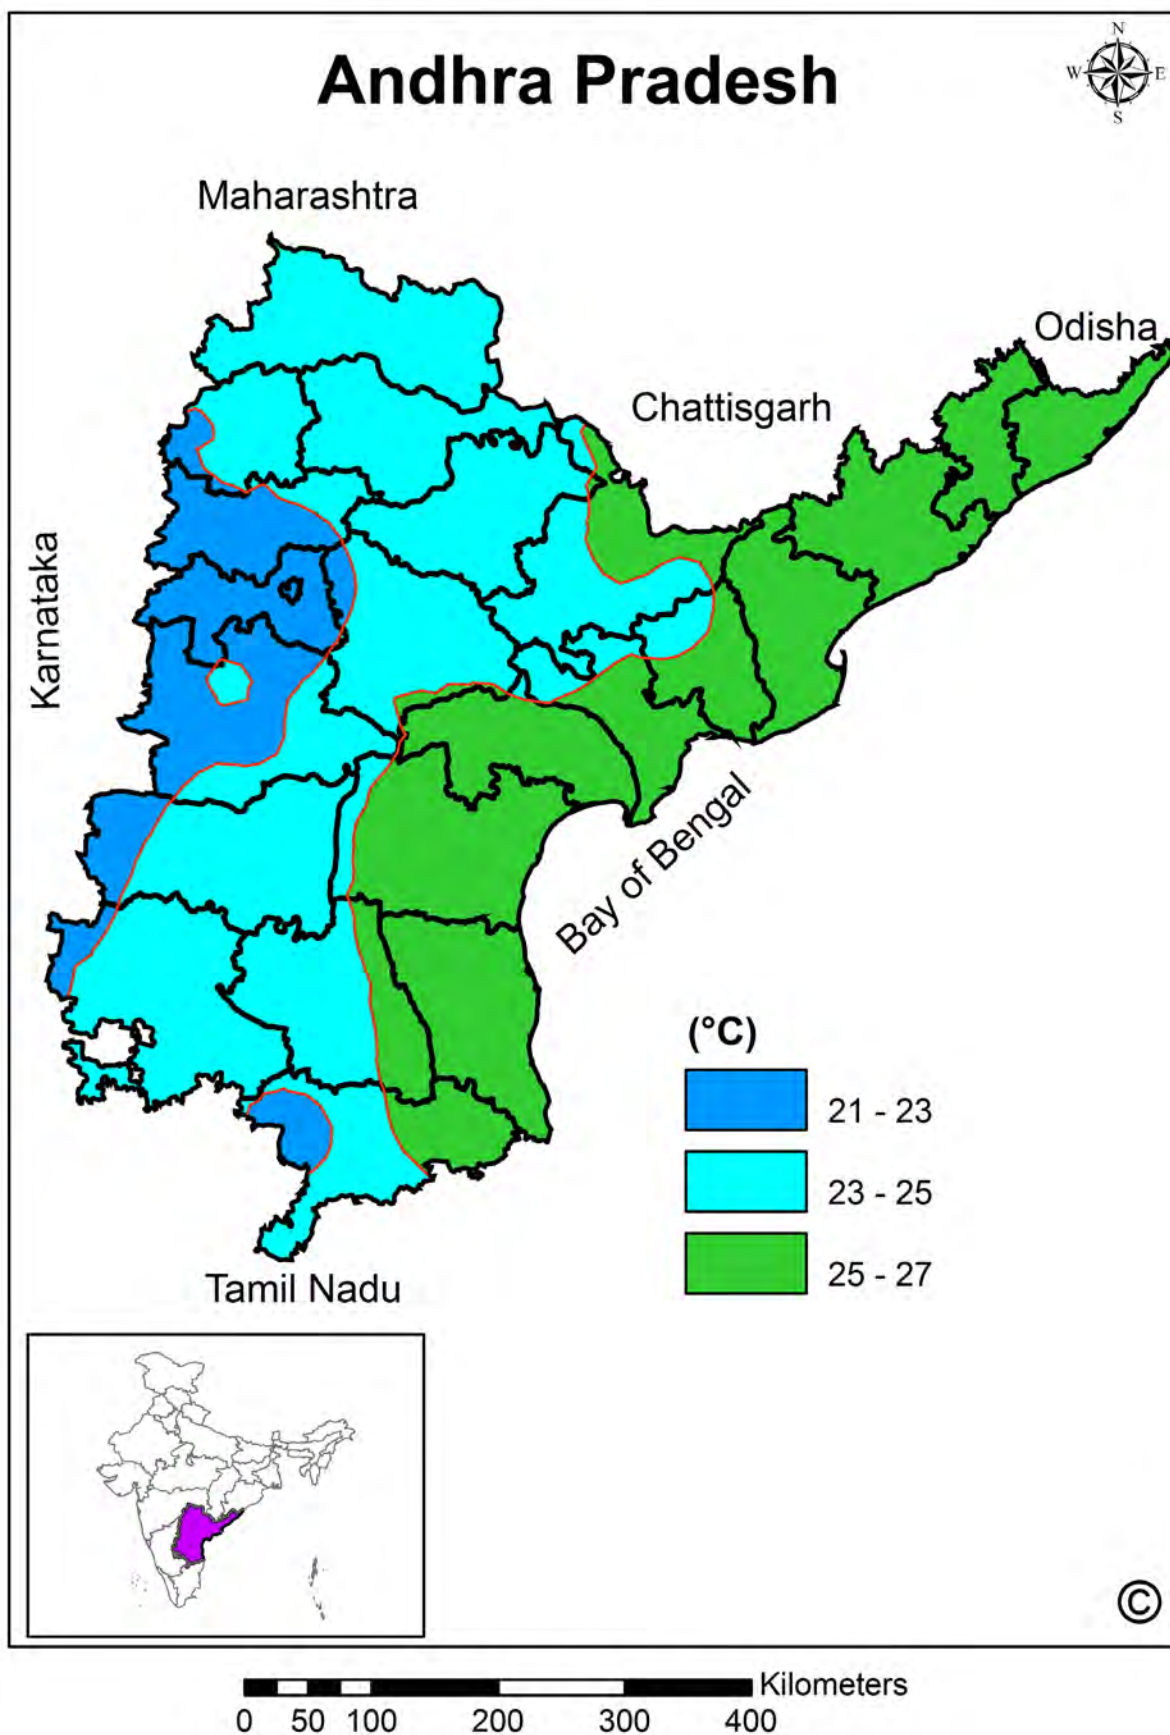 Andhra Pradesh
N
W
E
S
Maharashtra
Odisha
Chattisgarh
Karnataka
Bay of Bengal
(°C)
21 - 23
23 - 25
25 - 27
Tamil Nadu
©
Kilometers
0 50 100 200 300 400